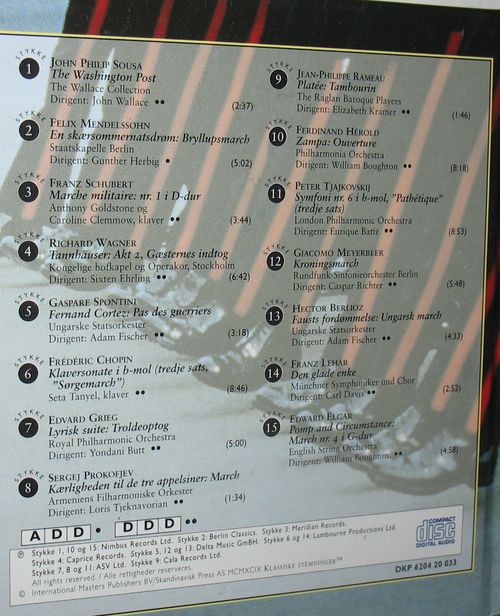 STYKKE
1
JOHN PHILIP SOUSA
The Washington Post
The Wallace Collection
Dirigent: John Wallace •• (2:37)
STYKKE
2
FELIX MENDELSSOHN
En skærsommernatsdrøm: Bryllupsmarch
Staatskapelle Berlin
Dirigent: Gunther Herbig • (5:02)
STYKKE
3
FRANZ SCHUBERT
Marche militaire: nr. 1 i D-dur
Anthony Goldstone og
Caroline Clemmow, klaver •• (3:44)
STYKKE
4
RICHARD WAGNER
Tannhäuser: Akt 2, Gæsternes indtog
Kongelige hofkapel og Operakor, Stockholm
Dirigent: Sixten Ehrling •• (6:42)
STYKKE
5
GASPARE SPONTINI
Fernand Cortez: Pas des guerriers
Ungarske Statsorkester
Dirigent: Adam Fischer •• (3:18)
STYKKE
6
FRÉDÉRIC CHOPIN
Klaversonate i b-mol (tredje sats,
"Sørgemarch")
Seta Tanyel, klaver •• (8:46)
STYKKE
7
EDVARD GRIEG
Lyrisk suite: Troldeoptog
Royal Philharmonic Orchestra
Dirigent: Yondani Butt •• (5:00)
STYKKE
8
SERGEJ PROKOFJEV
Kærligheden til de tre appelsiner: March
Armeniens Filharmoniske Orkester
Dirigent: Loris Tjeknavorian •• (1:34)
STYKKE
9
JEAN-PHILIPPE RAMEAU
Platée: Tambourin
The Raglan Baroque Players
Dirigent: Elizabeth Kramer •• (1:46)
STYKKE
10
FERDINAND HÉROLD
Zampa: Ouverture
Philharmonia Orchestra
Dirigent: William Boughton •• (8:18)
STYKKE
11
PETER TJAJKOVSKIJ
Symfoni nr. 6 i h-mol, "Pathétique"
(tredje sats)
London Philharmonic Orchestra
Dirigent: Enrique Batiz •• (8:53)
STYKKE
12
GIACOMO MEYERBEER
Kroningsmarch
Rundfunk-Sinfonieorchester Berlin
Dirigent: Caspar Richter •• (5:48)
STYKKE
13
HECTOR BERLIOZ
Fausts fordømmelse: Ungarsk march
Ungarske Statsorkester
Dirigent: Adam Fischer •• (4:33)
STYKKE
14
FRANZ LEHÁR
Den glade enke
Münchner Symphoniker und Chor
Dirigent: Carl Davis •• (2:52)
STYKKE
15
EDWARD ELGAR
Pomp and Circumstance:
March nr. 4 i G-dur
English String Orchestra
Dirigent: William Boughton •• (4:58)
ADD • DDD ••
℗ Stykke 1, 10 og 15: Nimbus Records Ltd. Stykke 2: Berlin Classics. Stykke 3: Meridian Records.
Stykke 4: Caprice Records. Stykke 5, 12 og 13: Delta Music GmBH. Stykke 6 og 14: Lambourne Productions Ltd.
Stykke 7, 8 og 11: ASV Ltd. Stykke 9: Cala Records Ltd.
All rights reserved. / Alle rettigheder reserveres.
© International Masters Publishers BV/Skandinavisk Press AS MCMXCIX KLASSISKE STEMNINGER™
COMPACT
disc
DIGITAL AUDIO
DKP 6204 20 033